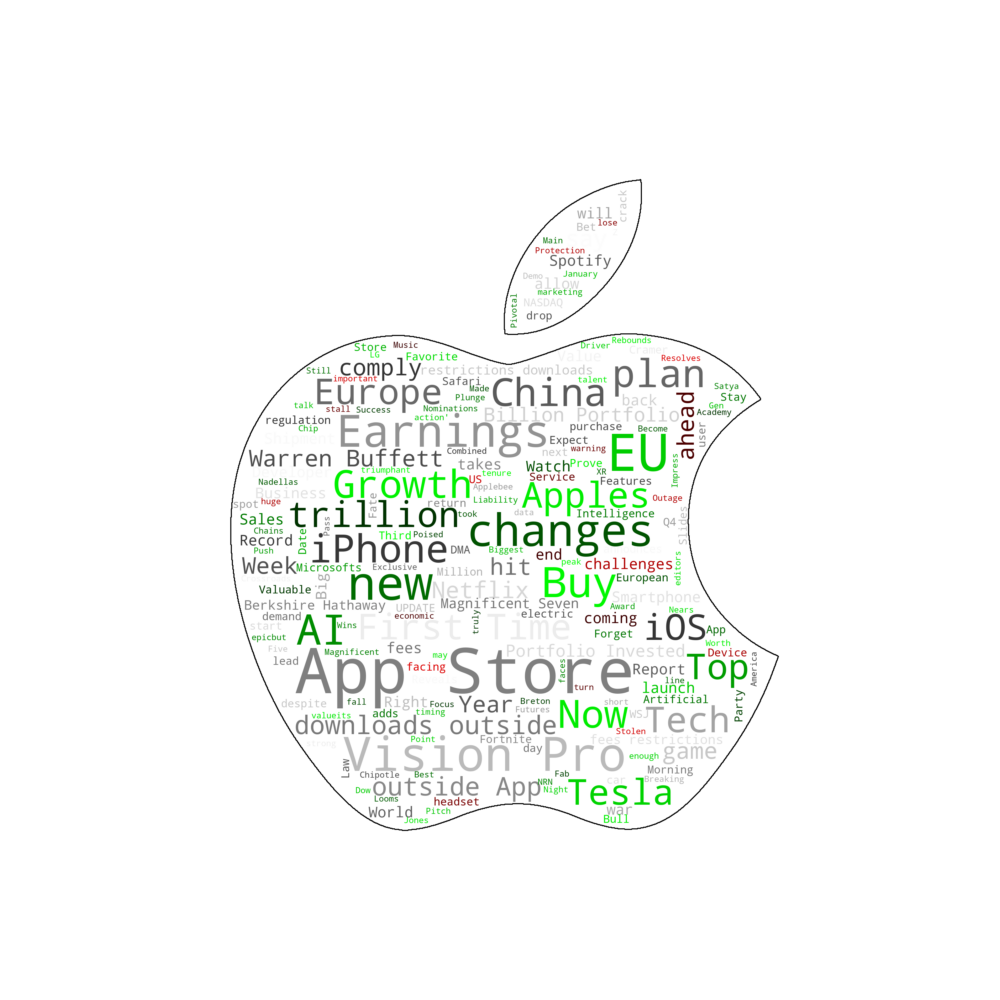 crack
will
Bet
lose
Main
Protection
Spotify
Demo
January
allow
marketing
NASDAQ
Pivotal
drop
Store
Music
LG
Favorite
Driver
Rebounds
Cramer
Value
Resolves
comply
restrictions downloads
Still
important
Safari
talent
plan
Satya
Europe
Made
Plunge
China
back
Gen
Stay
talk
stall
Success
Nominations
action'
Billion Portfolio
ahead
Academy
regulation
Chip
Earnings
purchase
Become
user
Shipment
Combined
Expect
warning
EU
Warren Buffett
takes
next
Watch
Prove
XR
Impress
Nadellas
triumphant
US
tenure
Service
Features
Business
Growth
Applebee
Apples
Outage
spot
huge
Fate
return
Liability
Intelligence
Sales
trillion
took
data
changes
Q4
Slides
Chains
Pass
Record
Date
Third
Poised
Push
iPhone
DMA
Biggest
end
peak
challenges
editors
Week
Microsofts
Exclusive
hit
Million
European
Valuable
Big
new
Netflix
Buy
Smartphone
Berkshire Hathaway
UPDATE
Magnificent Seven
Award
Nears
demand
economic
truly
electric
coming
start
AI
Wins
First Time
iOS
App
epicbut
Forget
Five
Magnificent
fees
Portfolio Invested
Worth
Device
lead
may
facing
App Store
faces
Report
line
Top
America
turn
launch
despite
Right
Focus
Year
Breton
short
Artificial
Party
valueits
fall
adds
timing
Futures
Now
WSJ
Tech
downloads outside
Stolen
strong
Point
Fortnite
fees restrictions
day
enough
game
Law
Vision Pro
Chipotle
Best
NRN
Fab
car
Morning
Breaking
Dow
outside App
Night
Tesla
Looms
headset
World
Pitch
war
Jones
Bull